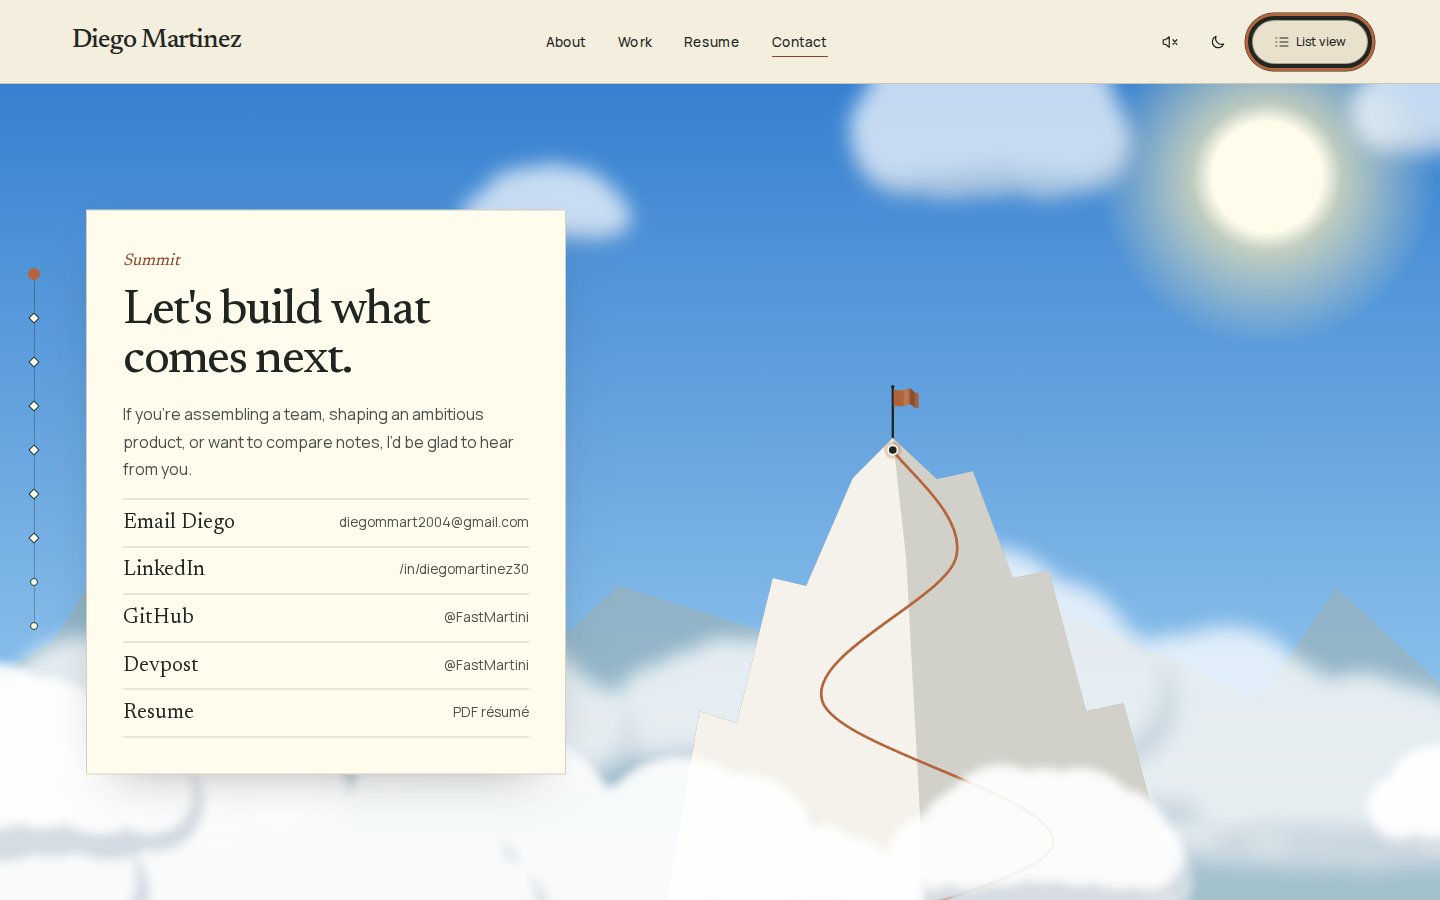 Diego Martinez
About
Work
Resume
Contact
List view
Summit
Let's build what
comes next.
If you're assembling a team, shaping an ambitious
product, or want to compare notes, I'd be glad to hear
from you.
Email Diego diegommart2004@gmail.com
LinkedIn /in/diegomartinez30
GitHub @FastMartini
Devpost @FastMartini
Resume PDF résumé